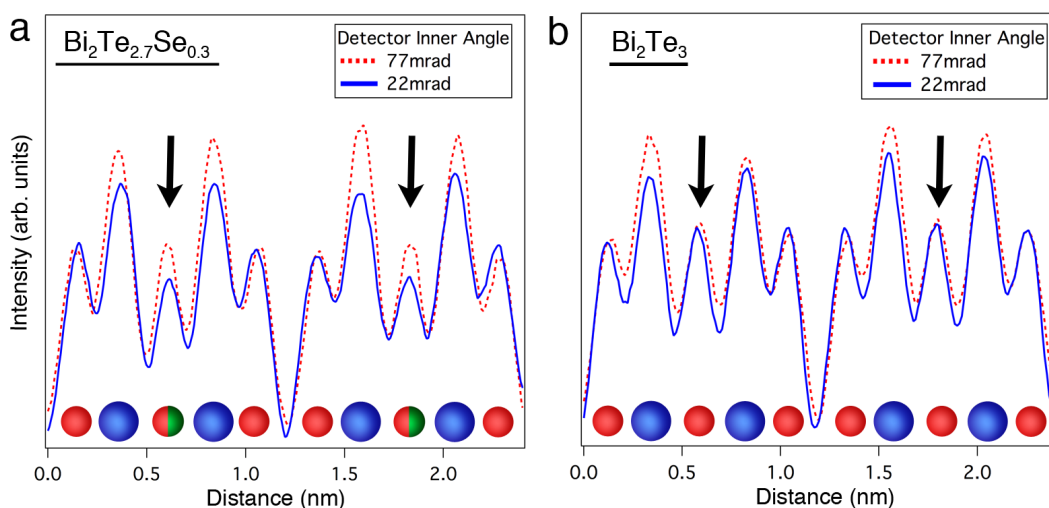 a
Bi₂Te₂.₇Se₀.₃
Detector Inner Angle
77mrad
22mrad
Intensity (arb. units)
0.0 0.5 1.0 1.5 2.0
Distance (nm)
b
Bi₂Te₃
Detector Inner Angle
77mrad
22mrad
0.0 0.5 1.0 1.5 2.0
Distance (nm)